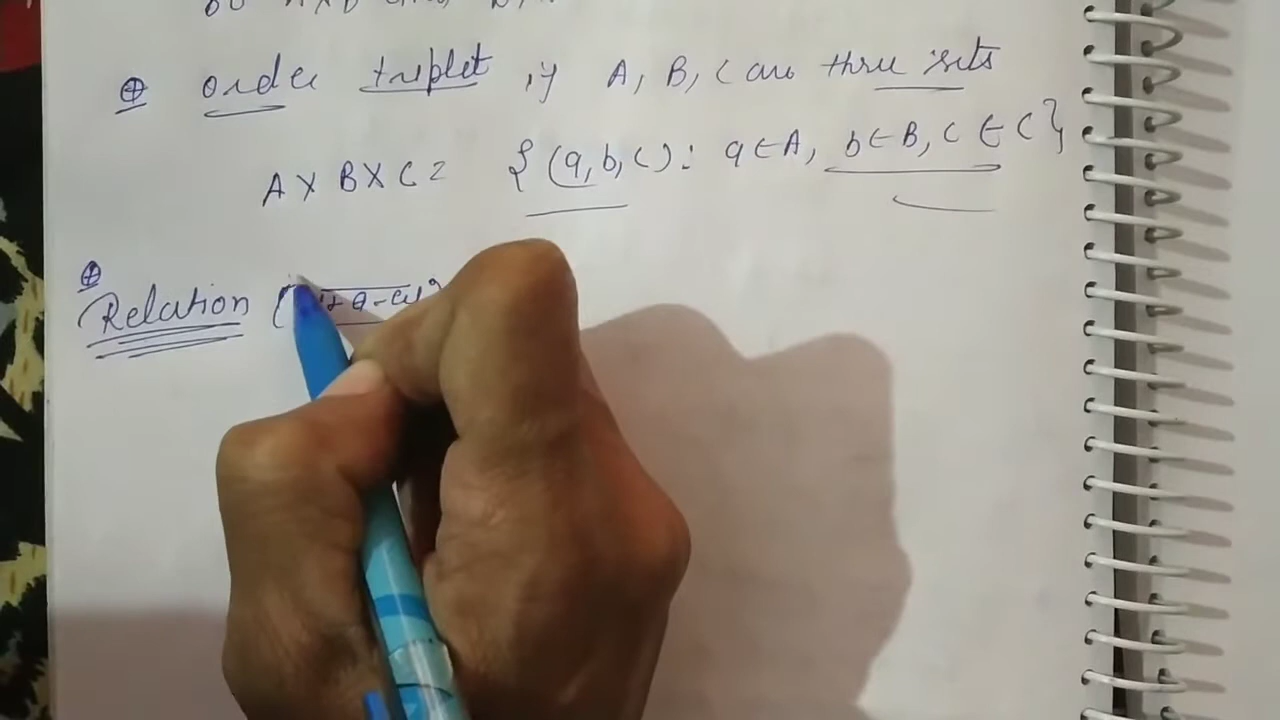 ⊕ order triplet, if A, B, C are three sets
A X B X C = {(a, b, c): a ∈ A, b ∈ B, c ∈ C}
⊕
Relation